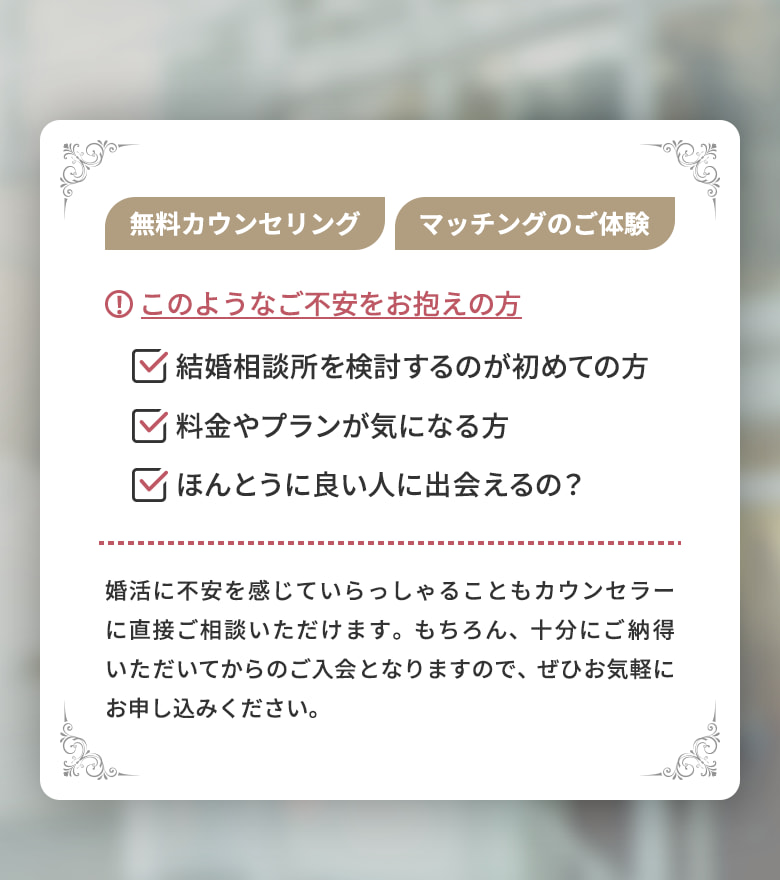 無料カウンセリング マッチングのご体験
このようなご不安をお抱えの方
結婚相談所を検討するのが初めての方
料金やプランが気になる方
ほんとうに良い人に出会えるの？
婚活に不安を感じていらっしゃることもカウンセラー
に直接ご相談いただけます。もちろん、十分にご納得
いただいてからのご入会となりますので、ぜひお気軽に
お申し込みください。